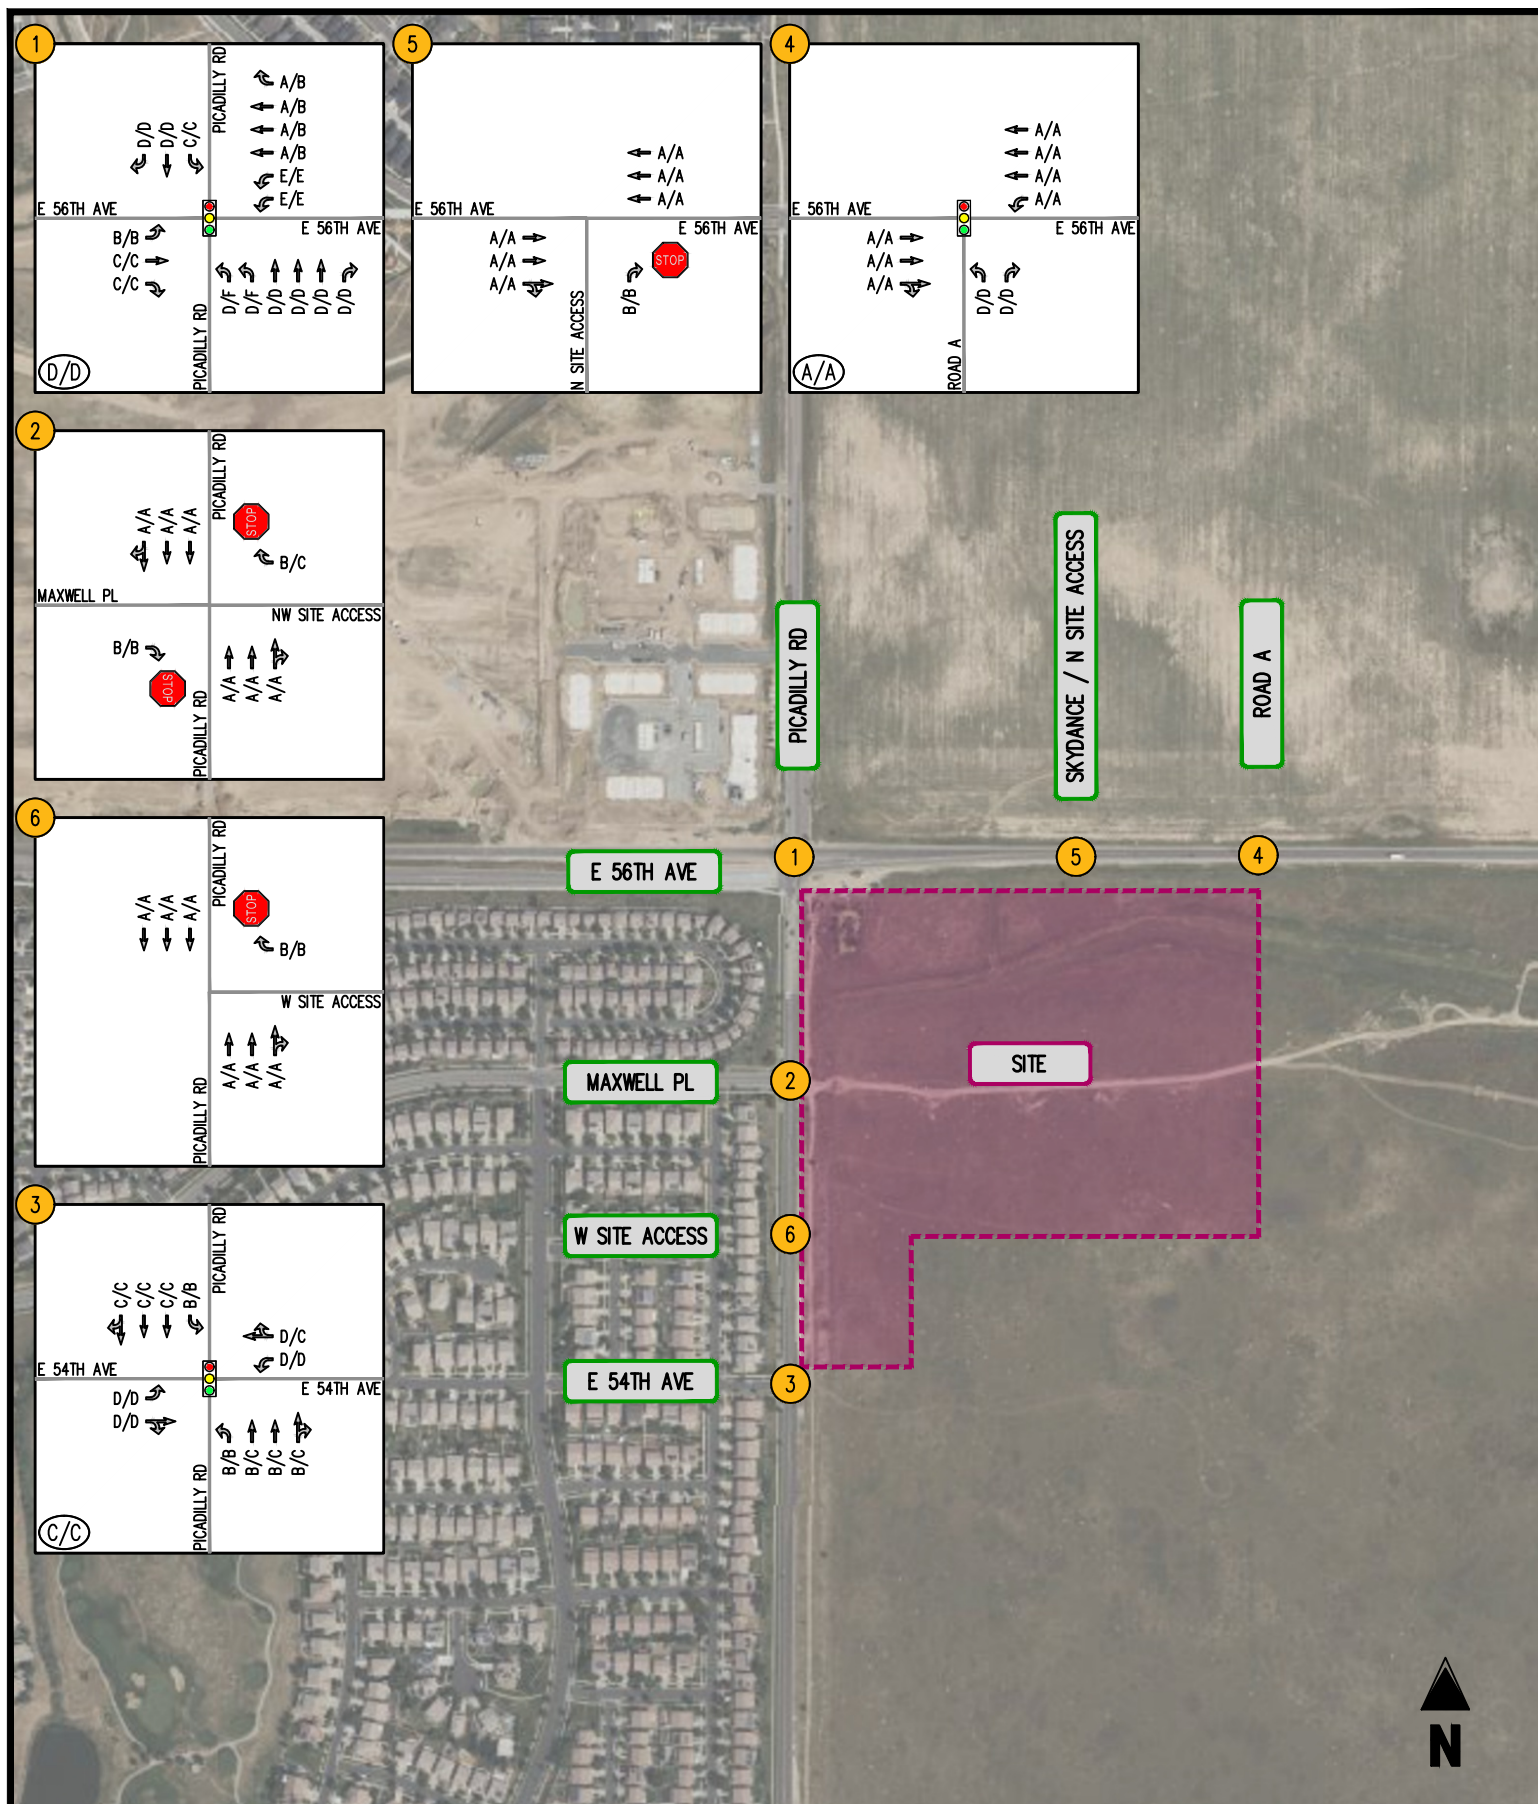 1
PICADILLY RD
D/D
D/D
C/C
A/B
A/B
A/B
A/B
E/E
E/E
E 56TH AVE
E 56TH AVE
B/B
C/C
C/C
D/F
D/F
D/D
D/D
D/D
D/D
PICADILLY RD
D/D
5
A/A
A/A
A/A
E 56TH AVE
E 56TH AVE
A/A
A/A
A/A
STOP
B/B
N SITE ACCESS
4
A/A
A/A
A/A
A/A
E 56TH AVE
E 56TH AVE
A/A
A/A
A/A
D/D
D/D
ROAD A
A/A
2
PICADILLY RD
A/A
A/A
A/A
STOP
B/C
MAXWELL PL
NW SITE ACCESS
B/B
STOP
A/A
A/A
A/A
PICADILLY RD
6
PICADILLY RD
A/A
A/A
A/A
STOP
B/B
W SITE ACCESS
A/A
A/A
A/A
PICADILLY RD
3
PICADILLY RD
C/C
C/C
C/C
B/B
D/C
D/D
E 54TH AVE
E 54TH AVE
D/D
D/D
B/B
B/C
B/C
B/C
PICADILLY RD
C/C
PICADILLY RD
SKYDANCE / N SITE ACCESS
ROAD A
E 56TH AVE
1
5
4
MAXWELL PL
2
SITE
W SITE ACCESS
6
E 54TH AVE
3
N